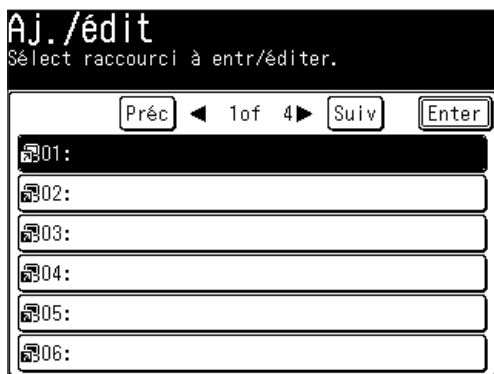 Aj./édit
Sélect raccourci à entr/éditer.
Préc ◀ 1of 4▶ Suiv Enter
01:
02:
03:
04:
05:
06: